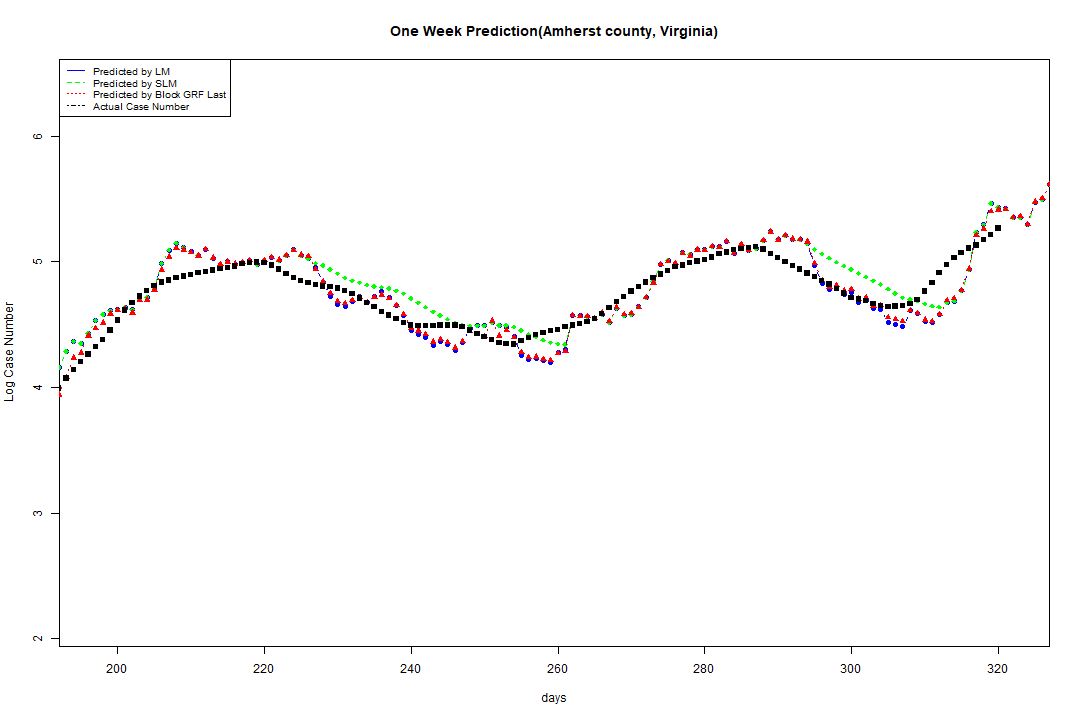 One Week Prediction(Amherst county, Virginia)
Predicted by LM
Predicted by SLM
Predicted by Block GRF Last
Actual Case Number
6
5
4
3
2
Log Case Number
200 220 240 260 280 300 320
days